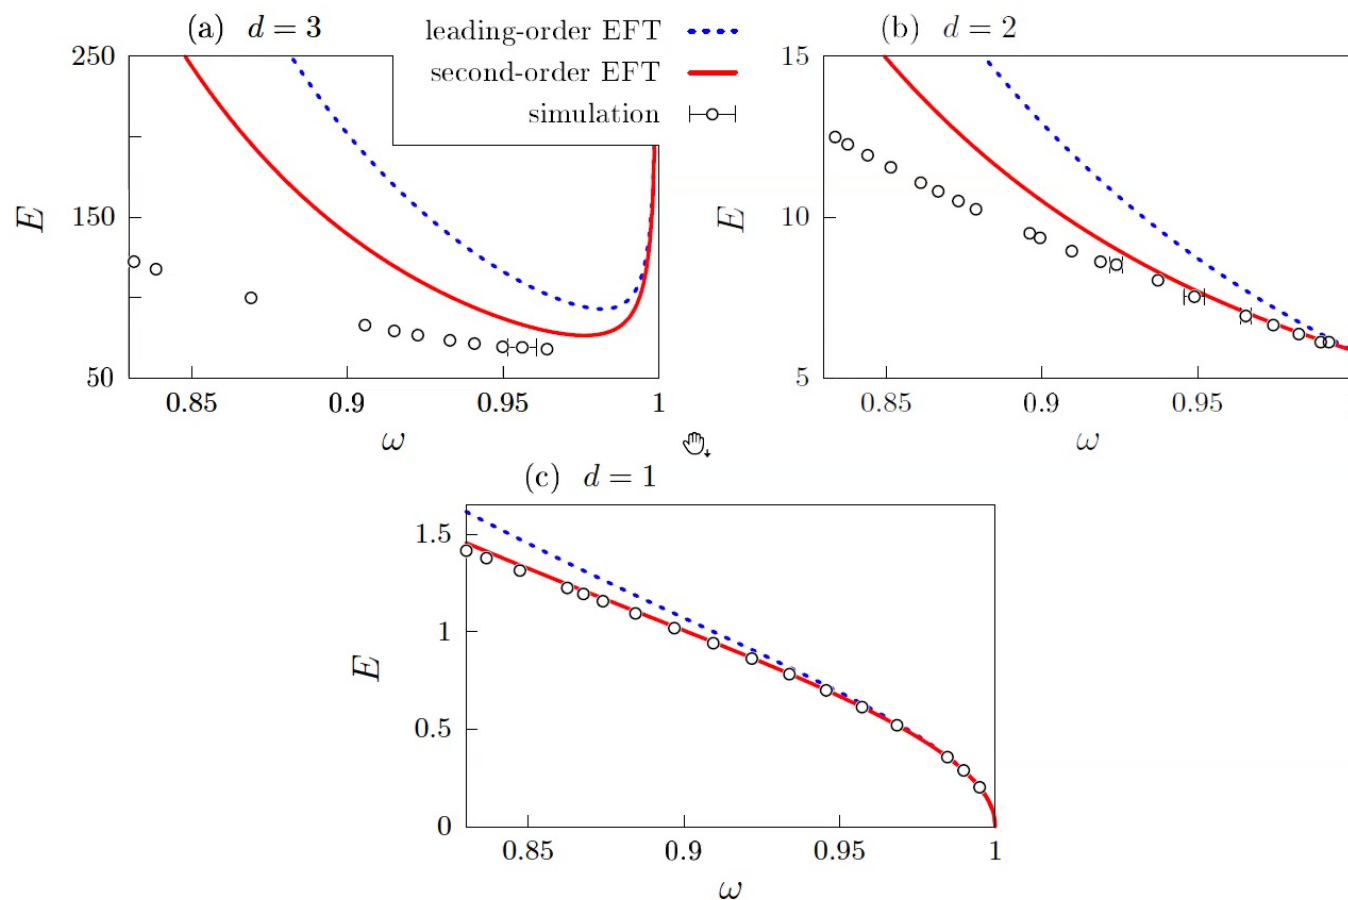 (a) d = 3
leading-order EFT
second-order EFT
simulation
250
150
50
E
0.85 0.9 0.95 1
ω
(b) d = 2
15
10
5
E
0.85 0.9 0.95
ω
(c) d = 1
1.5
1
0.5
0
E
0.85 0.9 0.95 1
ω